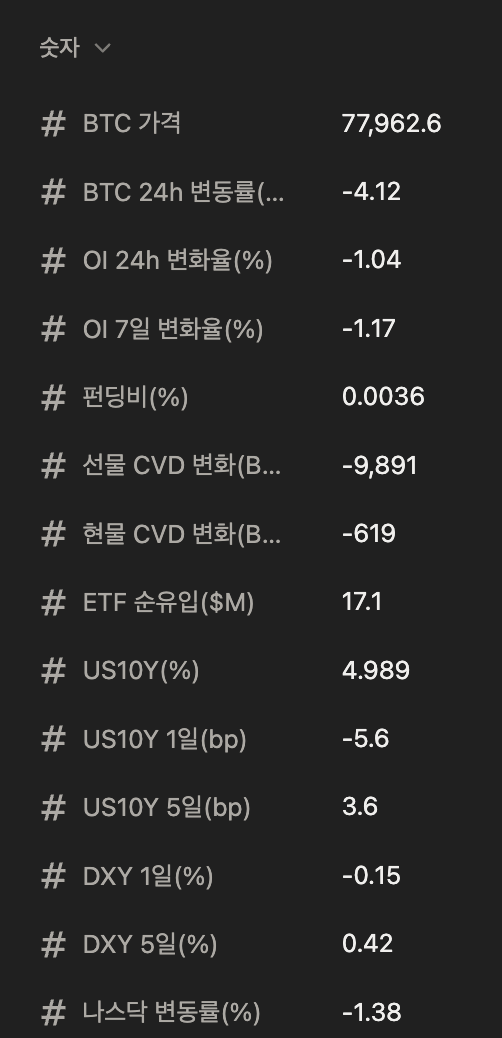 숫자
# BTC 가격 77,962.6
# BTC 24h 변동률(... -4.12
# OI 24h 변화율(%) -1.04
# OI 7일 변화율(%) -1.17
# 펀딩비(%) 0.0036
# 선물 CVD 변화(B... -9,891
# 현물 CVD 변화(B... -619
# ETF 순유입($M) 17.1
# US10Y(%) 4.989
# US10Y 1일(bp) -5.6
# US10Y 5일(bp) 3.6
# DXY 1일(%) -0.15
# DXY 5일(%) 0.42
# 나스닥 변동률(%) -1.38